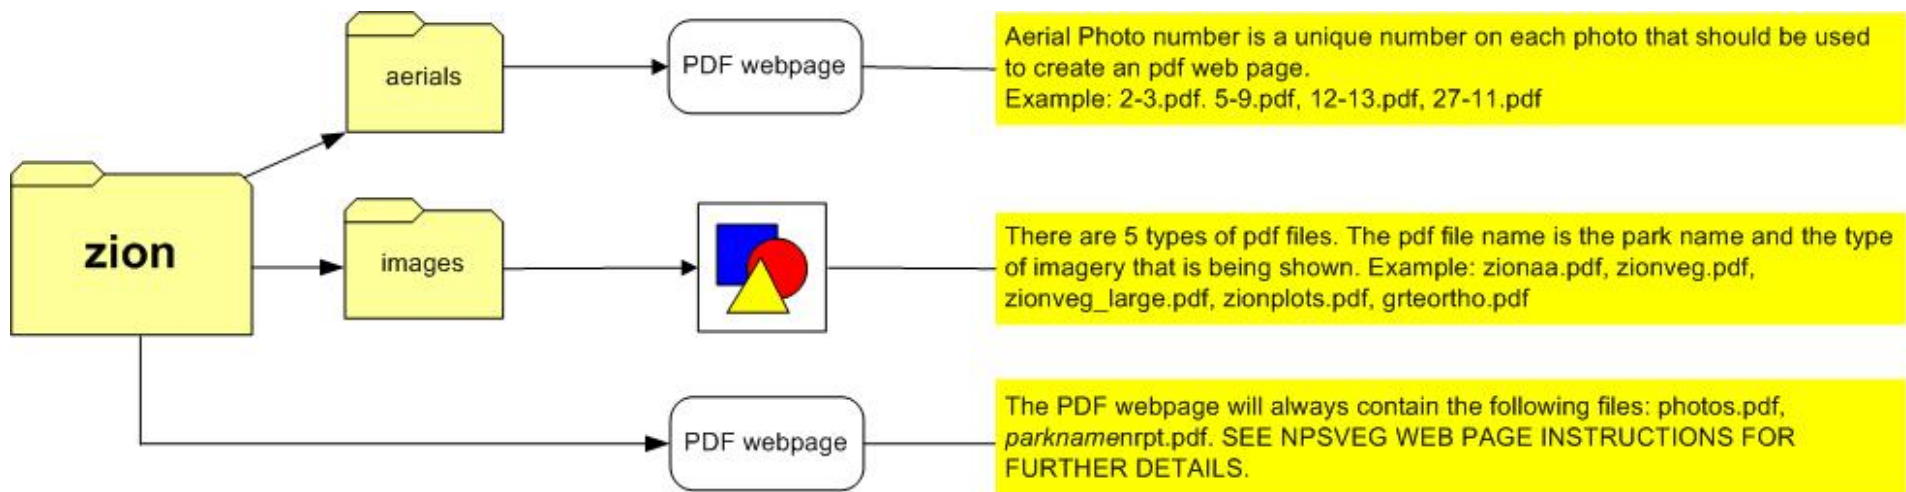 aerials
PDF webpage
Aerial Photo number is a unique number on each photo that should be used
to create an pdf web page.
Example: 2-3.pdf. 5-9.pdf, 12-13.pdf, 27-11.pdf
zion
images
There are 5 types of pdf files. The pdf file name is the park name and the type
of imagery that is being shown. Example: zionaa.pdf, zionveg.pdf,
zionveg_large.pdf, zionplots.pdf, grteortho.pdf
PDF webpage
The PDF webpage will always contain the following files: photos.pdf,
parknamenrpt.pdf. SEE NPSVEG WEB PAGE INSTRUCTIONS FOR
FURTHER DETAILS.